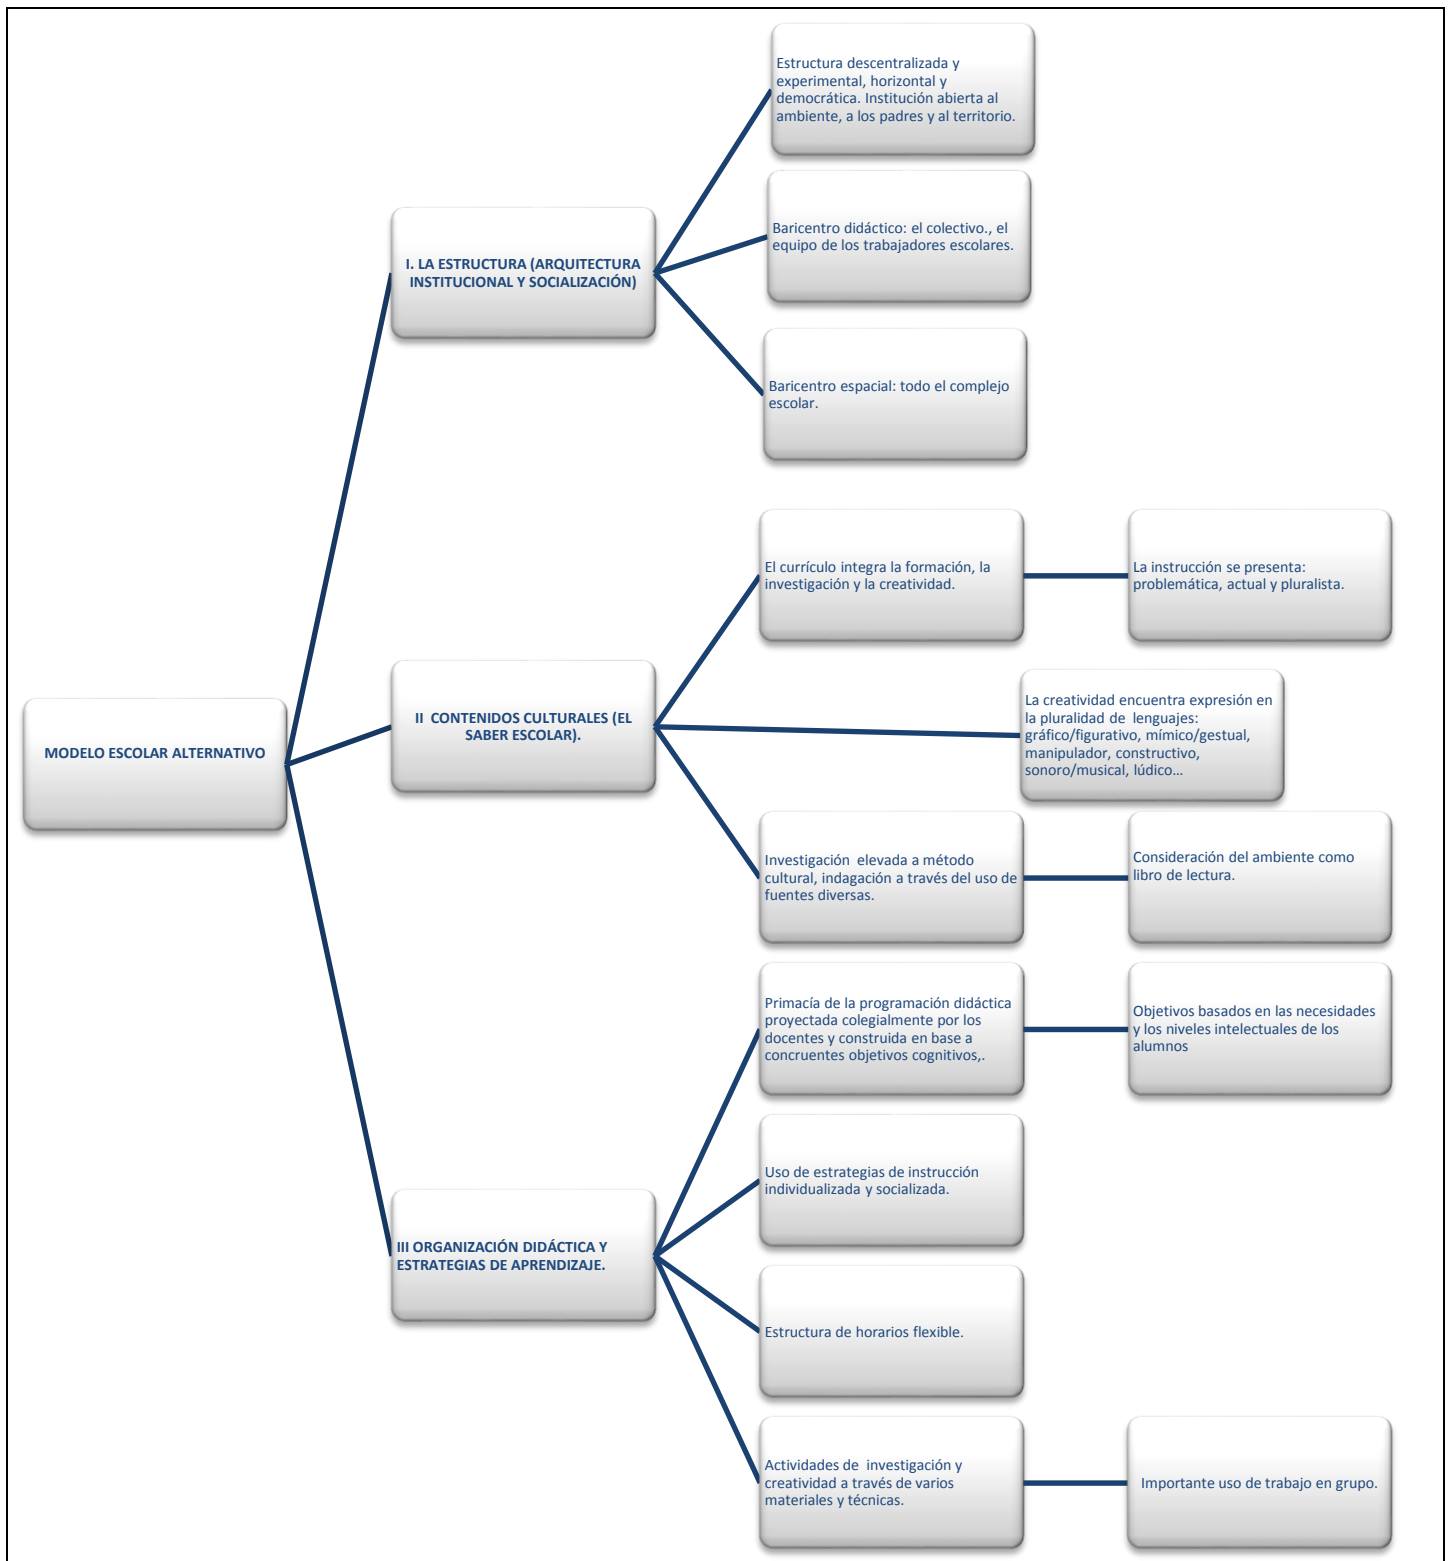 MODELO ESCOLAR ALTERNATIVO
I. LA ESTRUCTURA (ARQUITECTURA
INSTITUCIONAL Y SOCIALIZACIÓN)
Estructura descentralizada y
experimental, horizontal y
democrática. Institución abierta al
ambiente, a los padres y al territorio.
Baricentro didáctico: el colectivo., el
equipo de los trabajadores escolares.
Baricentro espacial: todo el complejo
escolar.
II  CONTENIDOS CULTURALES (EL
SABER ESCOLAR).
El currículo integra la formación, la
investigación y la creatividad.
La instrucción se presenta:
problemática, actual y pluralista.
La creatividad encuentra expresión en
la pluralidad de  lenguajes:
gráfico/figurativo, mímico/gestual,
manipulador, constructivo,
sonoro/musical, lúdico…
Investigación  elevada a método
cultural, indagación a través del uso de
fuentes diversas.
Consideración del ambiente como
libro de lectura.
III ORGANIZACIÓN DIDÁCTICA Y
ESTRATEGIAS DE APRENDIZAJE.
Primacía de la programación didáctica
proyectada colegialmente por los
docentes y construida en base a
concruentes objetivos cognitivos,.
Objetivos basados en las necesidades
y los niveles intelectuales de los
alumnos
Uso de estrategias de instrucción
individualizada y socializada.
Estructura de horarios flexible.
Actividades de  investigación y
creatividad a través de varios
materiales y técnicas.
Importante uso de trabajo en grupo.